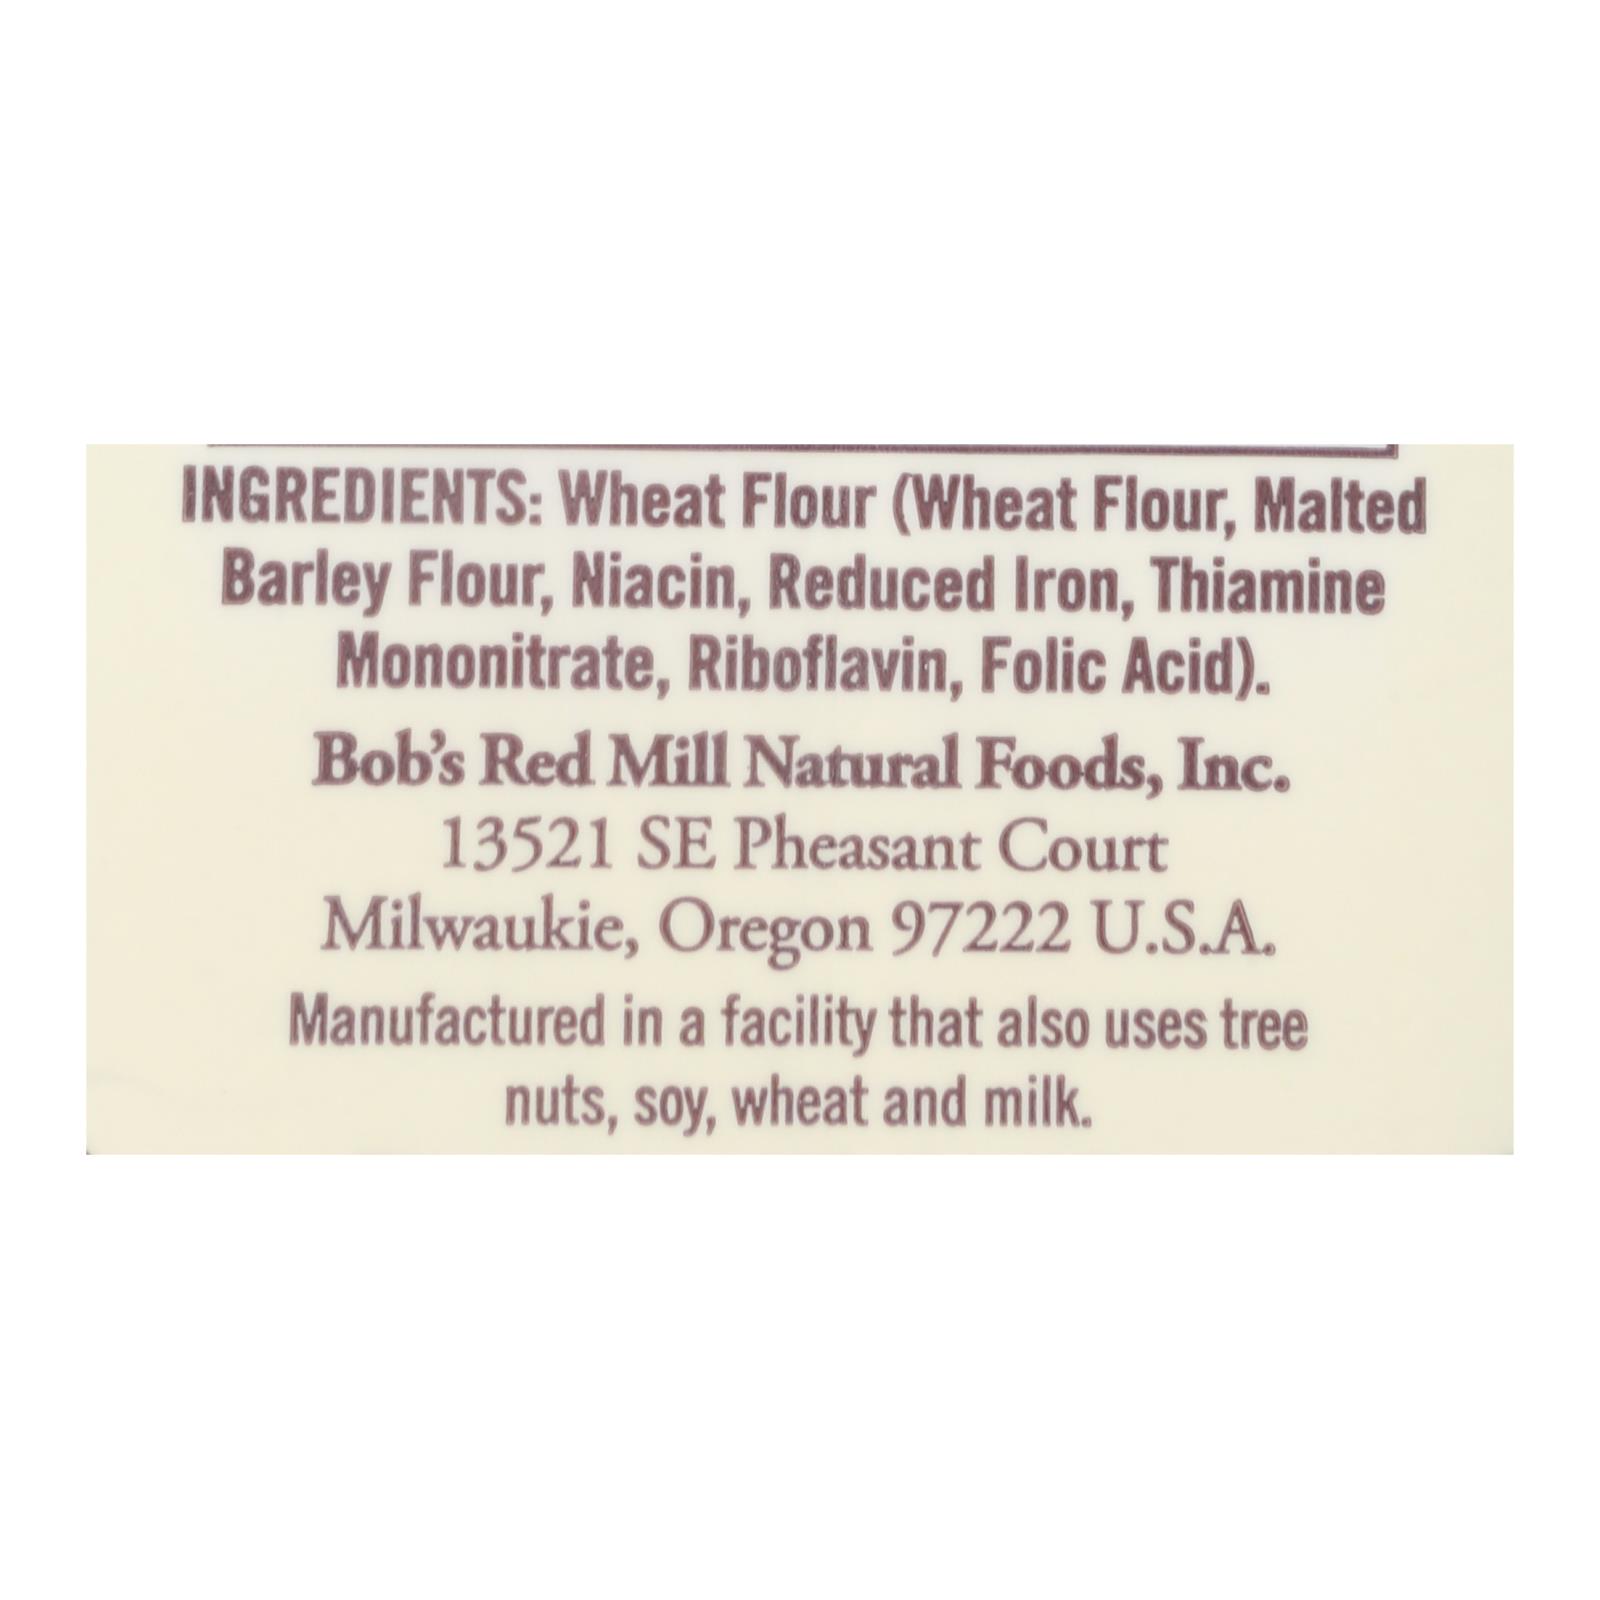 INGREDIENTS: Wheat Flour (Wheat Flour, Malted
Barley Flour, Niacin, Reduced Iron, Thiamine
Mononitrate, Riboflavin, Folic Acid).
Bob's Red Mill Natural Foods, Inc.
13521 SE Pheasant Court
Milwaukie, Oregon 97222 U.S.A.
Manufactured in a facility that also uses tree
nuts, soy, wheat and milk.